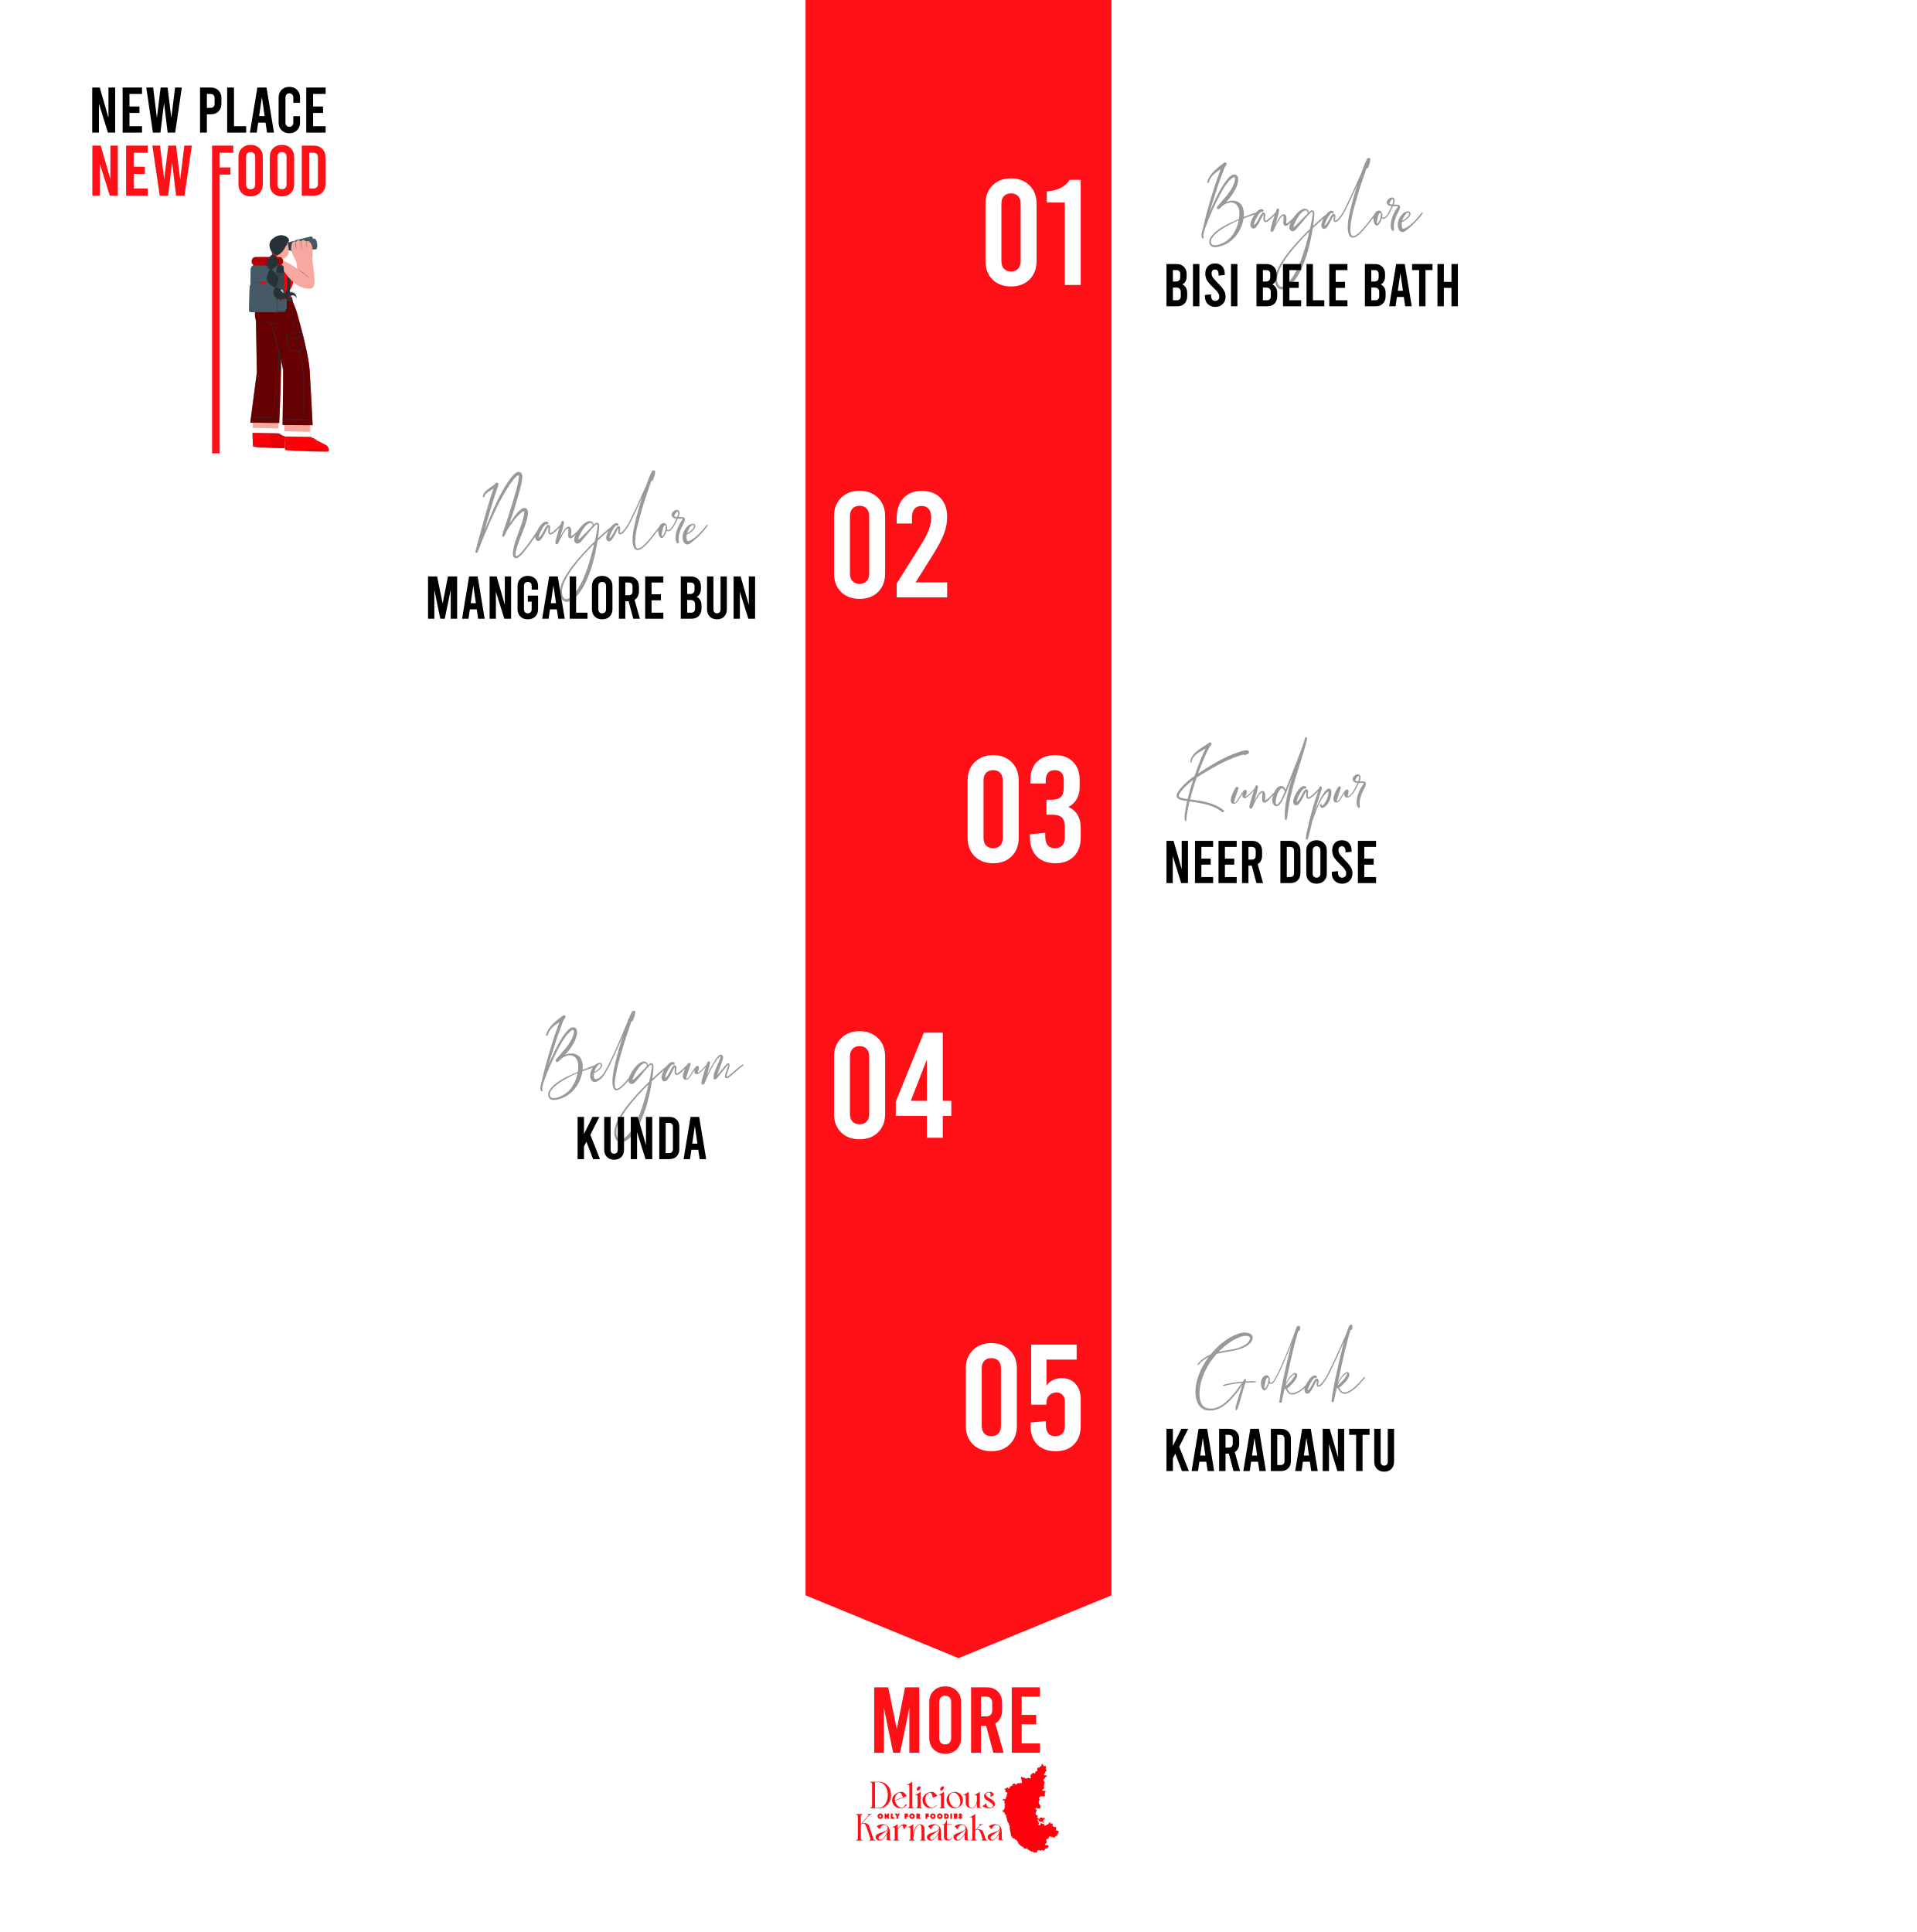 NEW PLACE
NEW FOOD
01
Bangalore
BISI BELE BATH
Mangalore
MANGALORE BUN
02
03
Kundapur
NEER DOSE
Belgaum
KUNDA
04
05
Gokak
KARADANTU
MORE
Delicious
ONLY FOR FOODIES
Karnataka